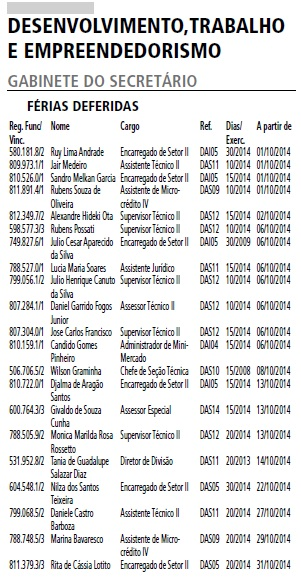 DESENVOLVIMENTO,TRABALHO
E EMPREENDEDORISMO
GABINETE DO SECRETÁRIO
FÉRIAS DEFERIDAS
Reg. Func/ Nome Cargo Ref. Dias/ A partir de
Vinc. Exerc.
580.181.8/2 Ruy Lima Andrade Encarregado de Setor II DAI05 30/2014 01/10/2014
809.973.1/1 Jair Medeiro Assistente Técnico II DAS11 10/2014 01/10/2014
810.526.0/1 Sandro Melkan Garcia Encarregado de Setor II DAI05 15/2014 01/10/2014
811.891.4/1 Rubens Souza de Assistente de Micro- DAS09 10/2014 01/10/2014
Oliveira crédito IV
812.349.7/2 Alexandre Hideki Ota Supervisor Técnico II DAS12 15/2014 02/10/2014
598.577.3/3 Rubens Possati Supervisor Técnico II DAS12 10/2014 06/10/2014
749.827.6/1 Julio Cesar Aparecido Encarregado de Setor II DAI05 30/2009 06/10/2014
da Silva
788.527.0/1 Lucia Maria Soares Assistente Jurídico DAS11 15/2014 06/10/2014
799.056.1/2 Julio Henrique Canuto Supervisor Técnico II DAS12 10/2014 06/10/2014
da Silva
807.284.1/1 Daniel Garrido Fogos Assessor Técnico II DAS12 10/2014 06/10/2014
Junior
807.304.0/1 Jose Carlos Francisco Supervisor Técnico II DAS12 15/2014 06/10/2014
810.159.1/1 Candido Gomes Administrador de Mini- DAI04 15/2014 06/10/2014
Pinheiro Mercado
506.706.5/2 Wilson Graminha Chefe de Seção Técnica DAS10 15/2008 08/10/2014
810.722.0/1 Djalma de Aragão Encarregado de Setor II DAI05 15/2014 13/10/2014
Santos
600.764.3/3 Givaldo de Souza Assessor Especial DAS14 15/2014 13/10/2014
Cunha
788.505.9/2 Monica Marilda Rosa Supervisor Técnico II DAS12 20/2014 13/10/2014
Rossetto
531.952.8/2 Tania de Guadalupe Diretor de Divisão DAS11 20/2013 14/10/2014
Salazar Diaz
604.548.1/2 Nilza dos Santos Encarregado de Setor II DAS05 30/2014 22/10/2014
Teixeira
799.068.5/2 Daniele Castro Assistente Técnico II DAS11 20/2014 27/10/2014
Barboza
788.748.5/3 Marina Bavaresco Assistente de Micro- DAS09 20/2014 29/10/2014
crédito IV
811.379.3/3 Rita de Cássia Lotito Encarregado de Setor II DAS05 20/2014 31/10/2014